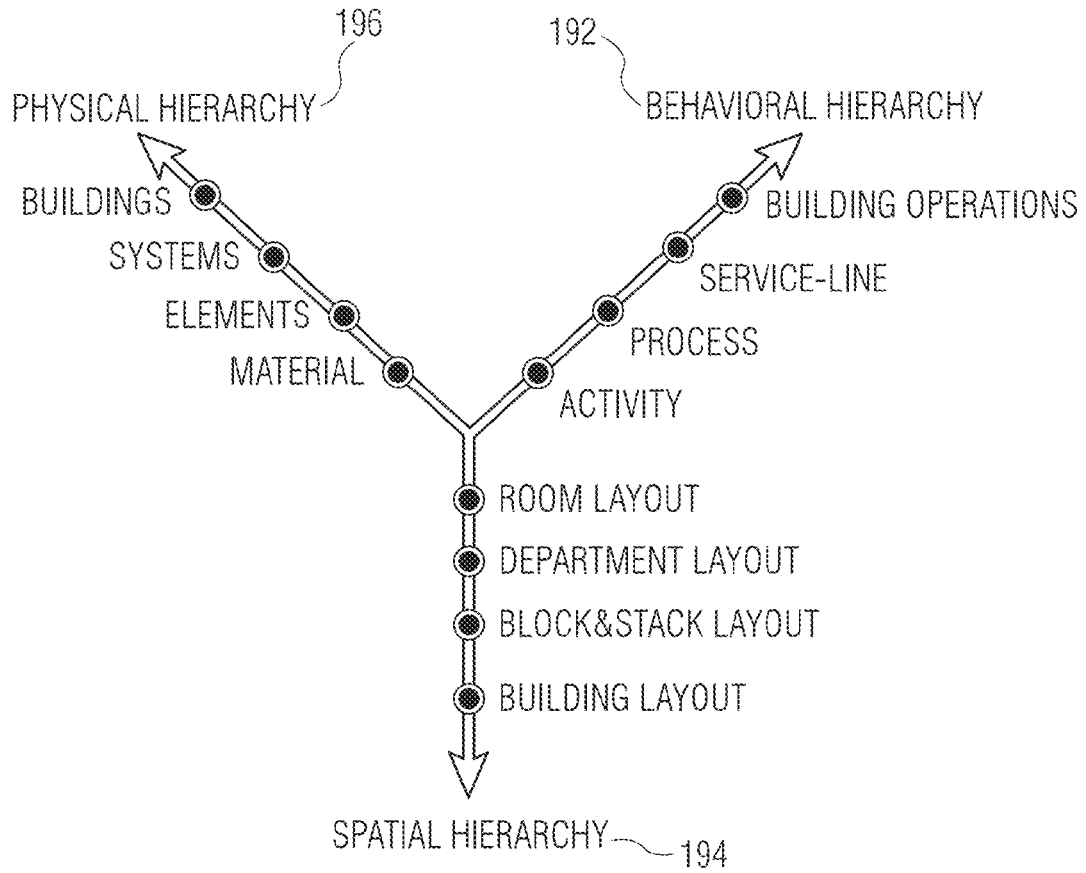 196
192
PHYSICAL HIERARCHY
BEHAVIORAL HIERARCHY
BUILDINGS
BUILDING OPERATIONS
SYSTEMS
SERVICE-LINE
ELEMENTS
PROCESS
MATERIAL
ACTIVITY
ROOM LAYOUT
DEPARTMENT LAYOUT
BLOCK&STACK LAYOUT
BUILDING LAYOUT
SPATIAL HIERARCHY
194